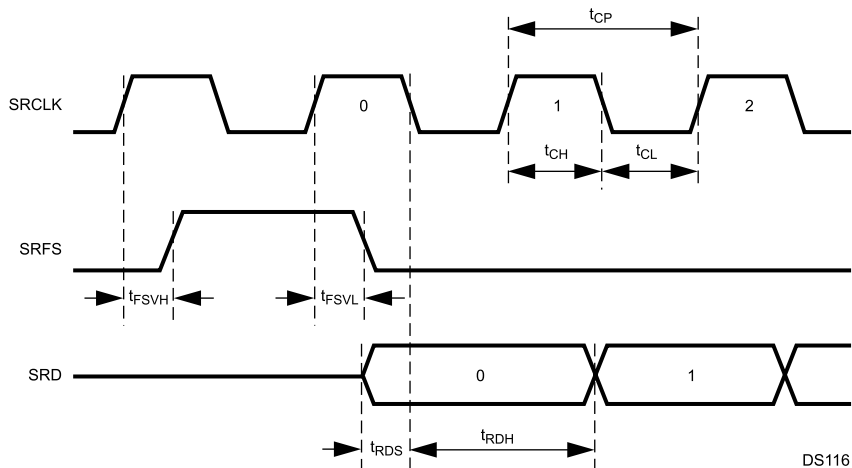 tCP
SRCLK
0
1
2
tCH
tCL
SRFS
tFSVH
tFSVL
SRD
0
1
tRDS
tRDH
DS116